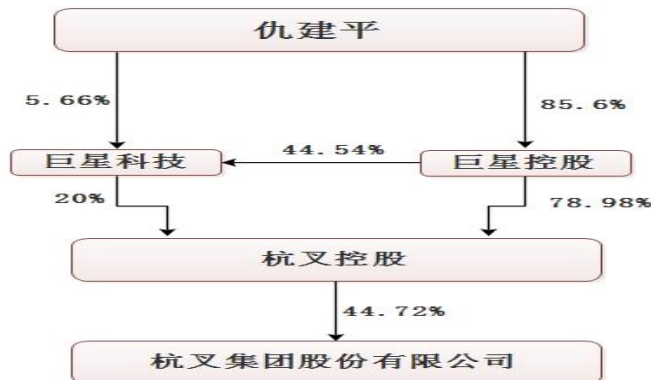 仇建平
5.66%
85.6%
巨星科技
44.54%
巨星控股
20%
78.98%
杭叉控股
44.72%
杭叉集团股份有限公司